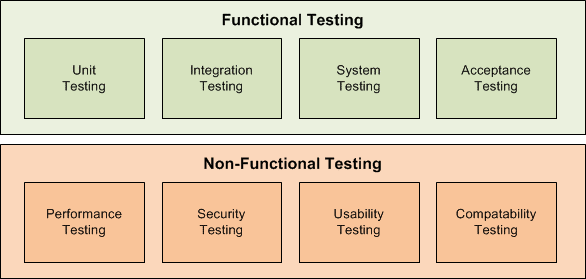 Functional Testing
Unit
Testing
Integration
Testing
System
Testing
Acceptance
Testing
Non-Functional Testing
Performance
Testing
Security
Testing
Usability
Testing
Compatability
Testing